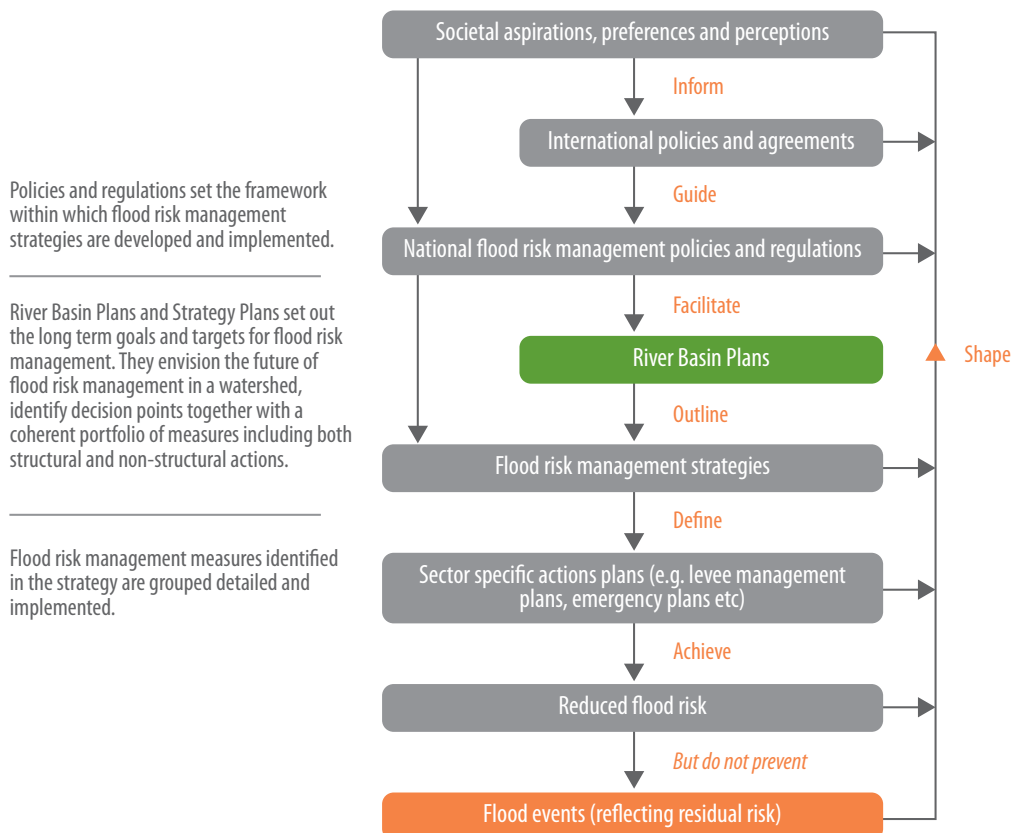 Societal aspirations, preferences and perceptions
Inform
International policies and agreements
Policies and regulations set the framework
within which flood risk management
strategies are developed and implemented.
Guide
National flood risk management policies and regulations
Facilitate
River Basin Plans and Strategy Plans set out
the long term goals and targets for flood risk
management. They envision the future of
flood risk management in a watershed,
identify decision points together with a
coherent portfolio of measures including both
structural and non-structural actions.
River Basin Plans
Shape
Outline
Flood risk management strategies
Define
Flood risk management measures identified
in the strategy are grouped detailed and
implemented.
Sector specific actions plans (e.g. levee management
plans, emergency plans etc)
Achieve
Reduced flood risk
But do not prevent
Flood events (reflecting residual risk)